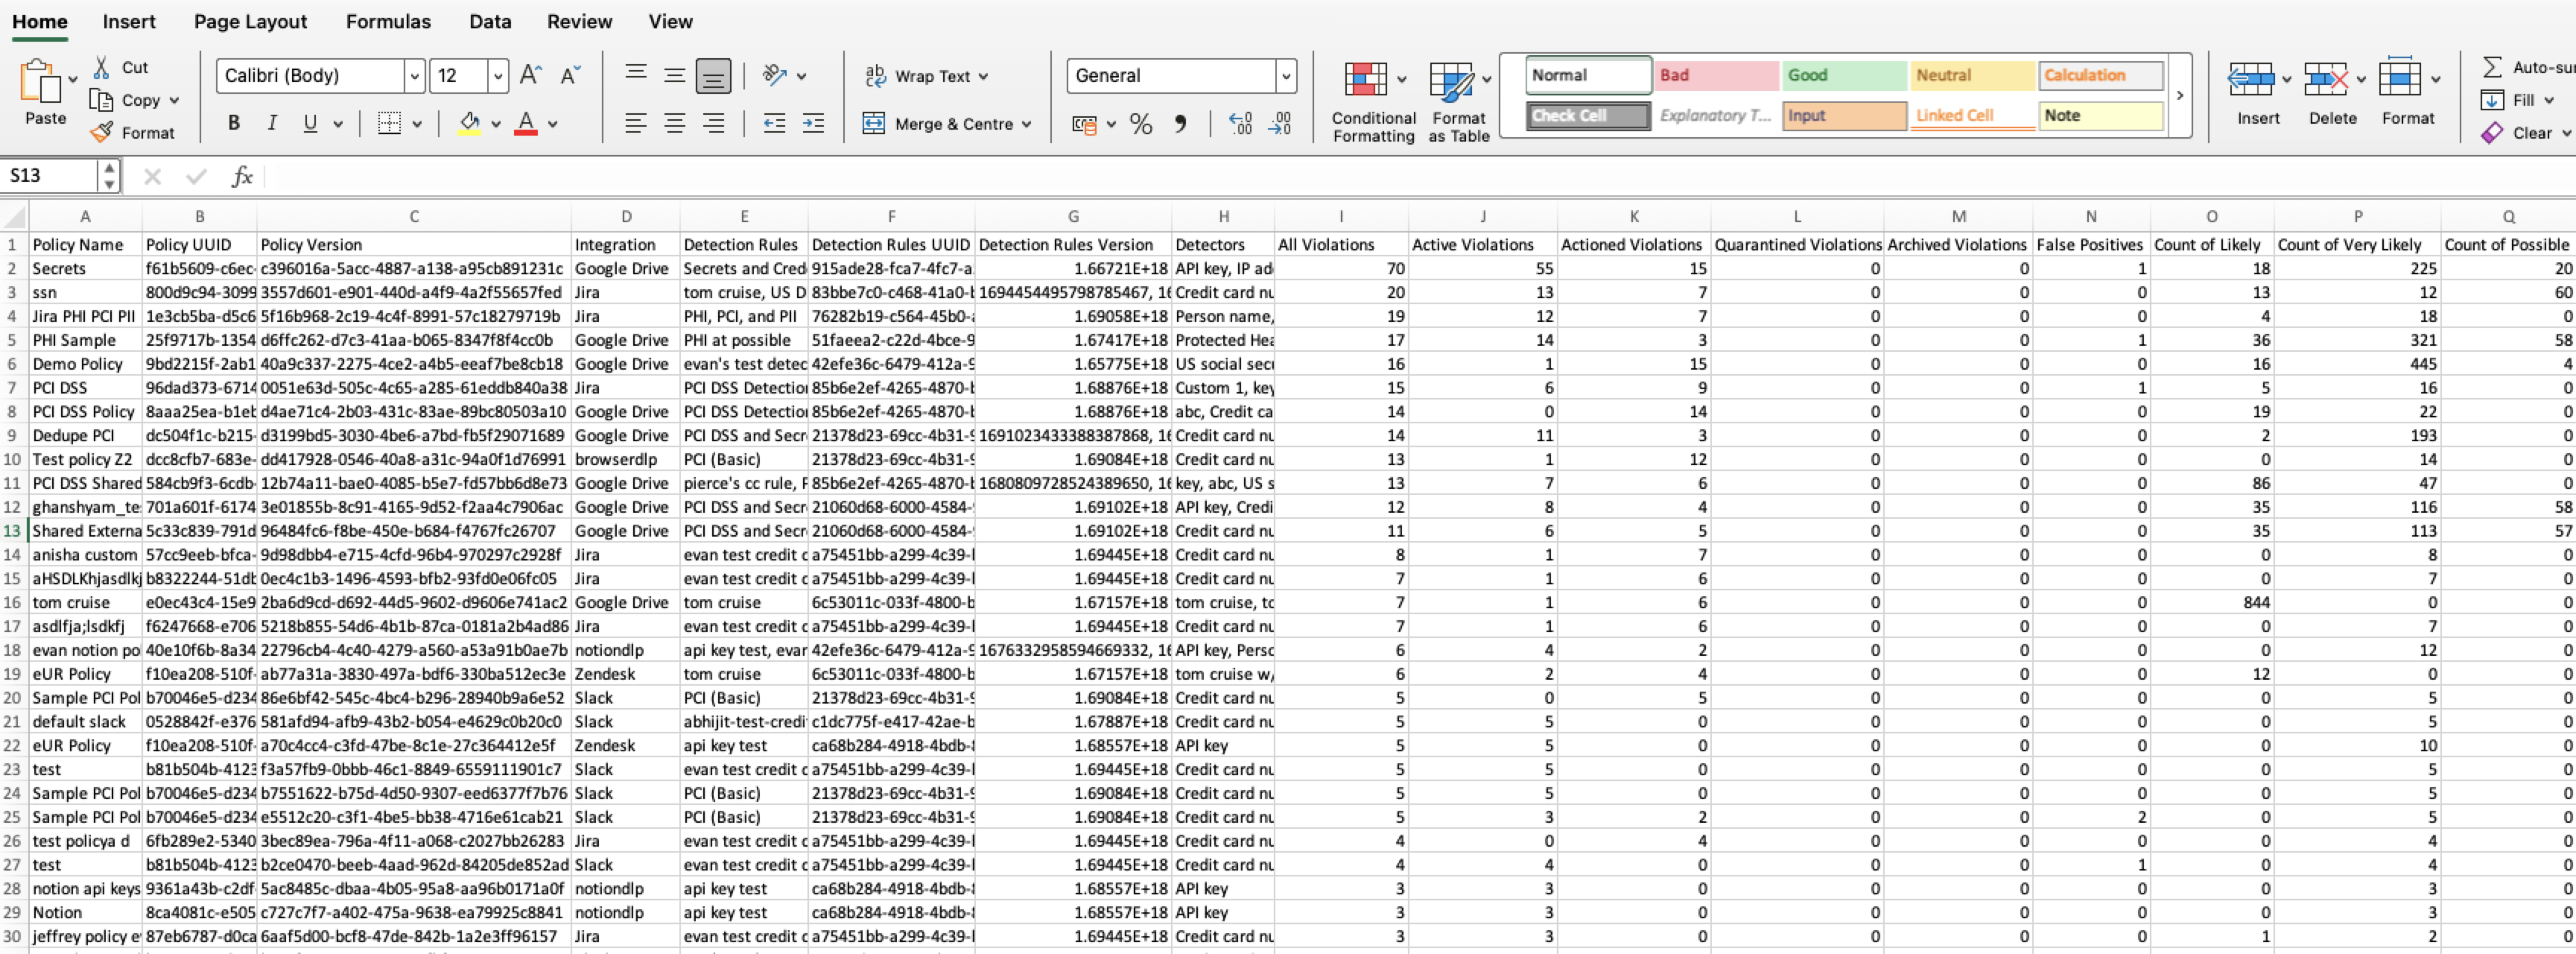 Home Insert Page Layout Formulas Data Review View
Cut
Calibri (Body) 12 Wrap Text General Normal Bad Good Neutral Calculation Auto-sum
Copy Fill
Paste Format B I U Merge & Centre % Conditional Formatting Format as Table Check Cell Explanatory T... Input Linked Cell Note Insert Delete Format Clear
S13 fx
A B C D E F G H I J K L M N O P Q
1 Policy Name Policy UUID Policy Version Integration Detection Rules Detection Rules UUID Detection Rules Version Detectors All Violations Active Violations Actioned Violations Quarantined Violations Archived Violations False Positives Count of Likely Count of Very Likely Count of Possible
2 Secrets f61b5609-c6ec- c396016a-5acc-4887-a138-a95cb891231c Google Drive Secrets and Cred 915ade28-fca7-4fc7-a 1.66721E+18 API key, IP ad 70 55 15 0 0 1 18 225 20
3 ssn 800d9c94-3099 3557d601-e901-440d-a4f9-4a2f55657fed Jira tom cruise, US D 83bbe7c0-c468-41a0-b 1694454495798785467, 16 Credit card nu 20 13 7 0 0 0 13 12 60
4 Jira PHI PCI PII 1e3cb5ba-d5c6 5f16b968-2c19-4c4f-8991-57c18279719b Jira PHI, PCI, and PII 76282b19-c564-45b0- 1.69058E+18 Person name, 19 12 7 0 0 0 4 18 0
5 PHI Sample 25f9717b-1354 d6ffc262-d7c3-41aa-b065-8347f8f4cc0b Google Drive PHI at possible 51faeea2-c22d-4bce-9 1.67417E+18 Protected Hea 17 14 3 0 0 1 36 321 58
6 Demo Policy 9bd2215f-2ab1 40a9c337-2275-4ce2-a4b5-eeaf7be8cb18 Google Drive evan's test detec 42efe36c-6479-412a-9 1.65775E+18 US social secu 16 1 15 0 0 0 16 445 4
7 PCI DSS 96dad373-6714 0051e63d-505c-4c65-a285-61eddb840a38 Jira PCI DSS Detection 85b6e2ef-4265-4870-b 1.68876E+18 Custom 1, key 15 6 9 0 0 1 5 16 0
8 PCI DSS Policy 8aaa25ea-b1eb d4ae71c4-2b03-431c-83ae-89bc80503a10 Google Drive PCI DSS Detection 85b6e2ef-4265-4870-b 1.68876E+18 abc, Credit ca 14 0 14 0 0 0 19 22 0
9 Dedupe PCI dc504f1c-b215- d3199bd5-3030-4be6-a7bd-fb5f29071689 Google Drive PCI DSS and Secr 21378d23-69cc-4b31-9 1691023433388387868, 16 Credit card nu 14 11 3 0 0 0 2 193 0
10 Test policy Z2 dcc8cfb7-683e- dd417928-0546-40a8-a31c-94a0f1d76991 browserdlp PCI (Basic) 21378d23-69cc-4b31-9 1.69084E+18 Credit card nu 13 1 12 0 0 0 0 14 0
11 PCI DSS Shared 584cb9f3-6cdb- 12b74a11-bae0-4085-b5e7-fd57bb6d8e73 Google Drive pierce's cc rule, P 85b6e2ef-4265-4870-b 1680809728524389650, 16 key, abc, US s 13 7 6 0 0 0 86 47 0
12 ghanshyam_te 701a601f-6174 3e01855b-8c91-4165-9d52-f2aa4c7906ac Google Drive PCI DSS and Secr 21060d68-6000-4584- 1.69102E+18 API key, Credi 12 8 4 0 0 0 35 116 58
13 Shared Externa 5c33c839-791d 96484fc6-f8be-450e-b684-f4767fc26707 Google Drive PCI DSS and Secr 21060d68-6000-4584- 1.69102E+18 Credit card nu 11 6 5 0 0 0 35 113 57
14 anisha custom 57cc9eeb-bfca- 9d98dbb4-e715-4cfd-96b4-970297c2928f Jira evan test credit c a75451bb-a299-4c39- 1.69445E+18 Credit card nu 8 1 7 0 0 0 0 8 0
15 aHSDLKhjasdlkj b8322244-51db 0ec4c1b3-1496-4593-bfb2-93fd0e06fc05 Jira evan test credit c a75451bb-a299-4c39- 1.69445E+18 Credit card nu 7 1 6 0 0 0 0 7 0
16 tom cruise e0ec43c4-15e9 2ba6d9cd-d692-44d5-9602-d9606e741ac2 Google Drive tom cruise 6c53011c-033f-4800-b 1.67157E+18 tom cruise, to 7 1 6 0 0 0 844 0 0
17 asdlfja;lsdkfj f6247668-e706 5218b855-54d6-4b1b-87ca-0181a2b4ad86 Jira evan test credit c a75451bb-a299-4c39- 1.69445E+18 Credit card nu 7 1 6 0 0 0 0 7 0
18 evan notion po 40e10f6b-8a34 22796cb4-4c40-4279-a560-a53a91b0ae7b notiondlp api key test, evan 42efe36c-6479-412a-9 1676332958594669332, 16 API key, Perso 6 4 2 0 0 0 0 12 0
19 eUR Policy f10ea208-510f- ab77a31a-3830-497a-bdf6-330ba512ec3e Zendesk tom cruise 6c53011c-033f-4800-b 1.67157E+18 tom cruise w/ 6 2 4 0 0 0 12 0 0
20 Sample PCI Pol b70046e5-d234 86e6bf42-545c-4bc4-b296-28940b9a6e52 Slack PCI (Basic) 21378d23-69cc-4b31-9 1.69084E+18 Credit card nu 5 0 5 0 0 0 0 5 0
21 default slack 0528842f-e376 581afd94-afb9-43b2-b054-e4629c0b20c0 Slack abhijit-test-credi c1dc775f-e417-42ae-b 1.67887E+18 Credit card nu 5 5 0 0 0 0 0 5 0
22 eUR Policy f10ea208-510f- a70c4cc4-c3fd-47be-8c1e-27c364412e5f Zendesk api key test ca68b284-4918-4bdb- 1.68557E+18 API key 5 5 0 0 0 0 0 10 0
23 test b81b504b-4123 f3a57fb9-0bbb-46c1-8849-6559111901c7 Slack evan test credit c a75451bb-a299-4c39- 1.69445E+18 Credit card nu 5 5 0 0 0 0 0 5 0
24 Sample PCI Pol b70046e5-d234 b7551622-b75d-4d50-9307-eed6377f7b76 Slack PCI (Basic) 21378d23-69cc-4b31-9 1.69084E+18 Credit card nu 5 5 0 0 0 0 0 5 0
25 Sample PCI Pol b70046e5-d234 e5512c20-c3f1-4be5-bb38-4716e61cab21 Slack PCI (Basic) 21378d23-69cc-4b31-9 1.69084E+18 Credit card nu 5 3 2 0 0 2 0 5 0
26 test policya d 6fb289e2-5340 3bec89ea-796a-4f11-a068-c2027bb26283 Jira evan test credit c a75451bb-a299-4c39- 1.69445E+18 Credit card nu 4 0 4 0 0 0 0 4 0
27 test b81b504b-4123 b2ce0470-beeb-4aad-962d-84205de852ad Slack evan test credit c a75451bb-a299-4c39- 1.69445E+18 Credit card nu 4 4 0 0 0 1 0 4 0
28 notion api keys 9361a43b-c2df 5ac8485c-dbaa-4b05-95a8-aa96b0171a0f notiondlp api key test ca68b284-4918-4bdb- 1.68557E+18 API key 3 3 0 0 0 0 0 3 0
29 Notion 8ca4081c-e505 c727c7f7-a402-475a-9638-ea79925c8841 notiondlp api key test ca68b284-4918-4bdb- 1.68557E+18 API key 3 3 0 0 0 0 0 3 0
30 jeffrey policy e 87eb6787-d0ca 6aaf5d00-bcf8-47de-842b-1a2e3ff96157 Jira evan test credit c a75451bb-a299-4c39- 1.69445E+18 Credit card nu 3 3 0 0 0 0 1 2 0